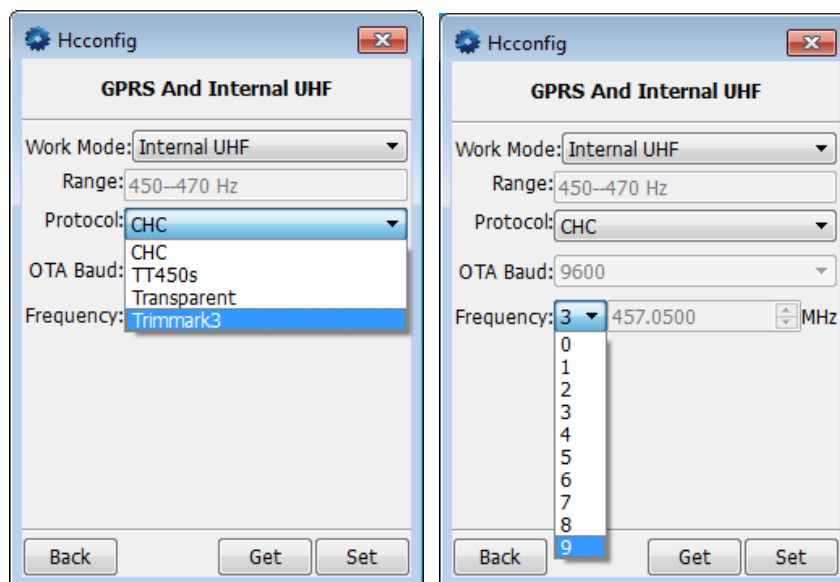 Hcconfig
GPRS And Internal UHF
Work Mode: Internal UHF
Range: 450--470 Hz
Protocol: CHC
CHC
TT450s
OTA Baud:
Transparent
Frequency: Trimmark3
Back Get Set
Hcconfig
GPRS And Internal UHF
Work Mode: Internal UHF
Range: 450--470 Hz
Protocol: CHC
OTA Baud: 9600
Frequency: 3 457.0500 MHz
0
1
2
3
4
5
6
7
8
9
Back Get Set